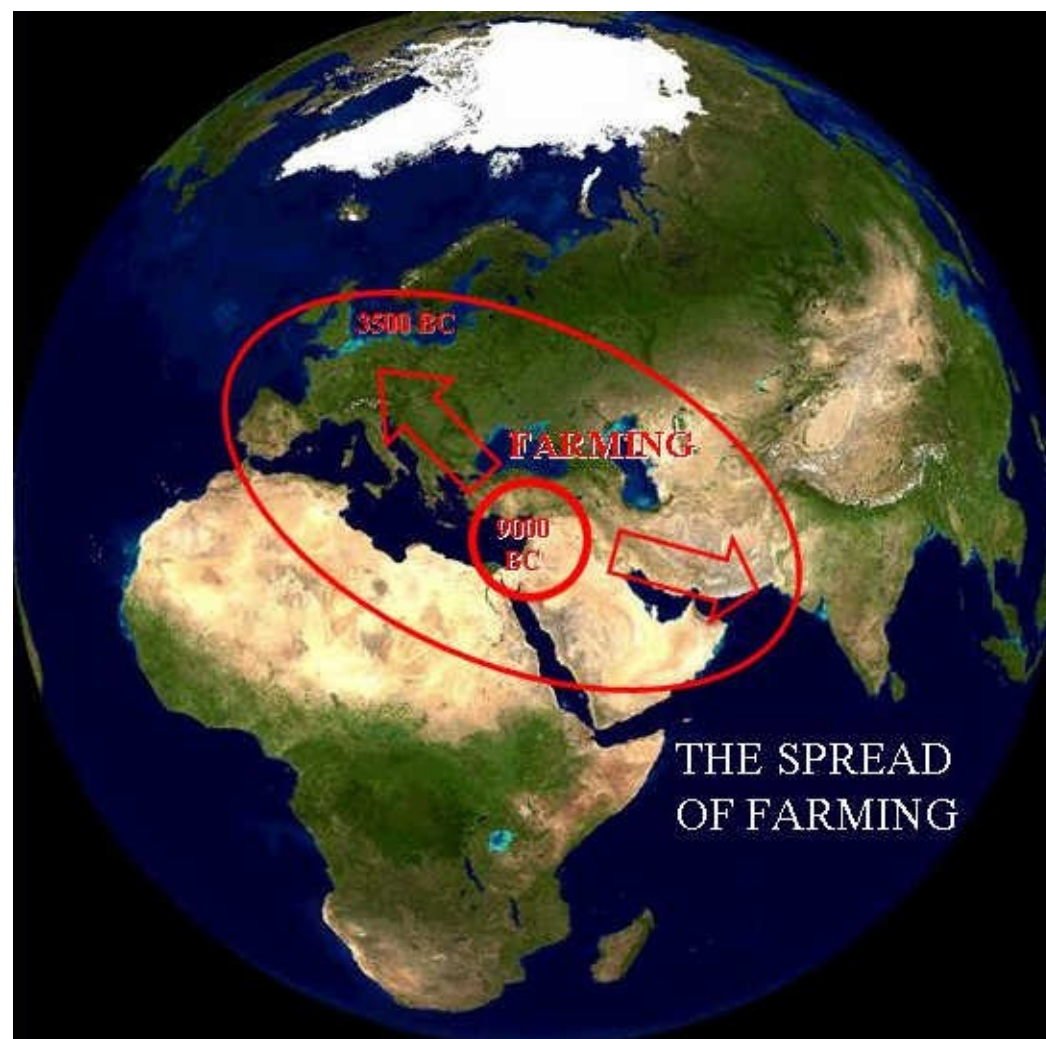 3500 BC
FARMING
9000
BC
THE SPREAD
OF FARMING